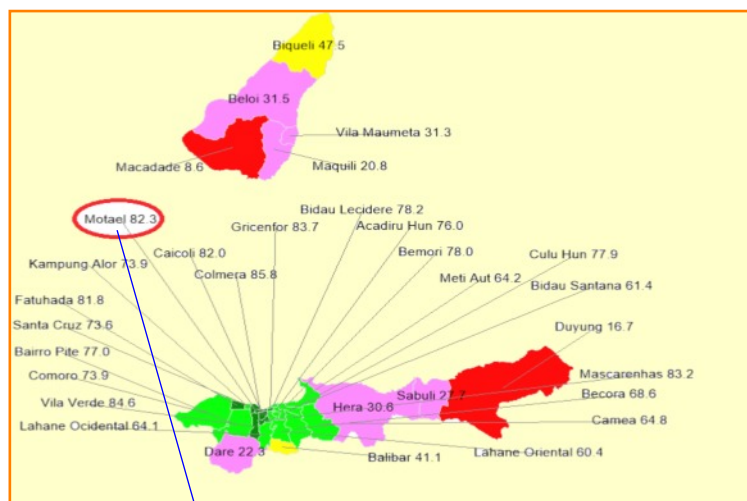 Biqueli 47.5
Beloi 31.5
Vila Maumeta 31.3
Macadade 8.6
Maquili 20.8
Motael 82.3
Bidau Lecidere 78.2
Gricenfor 83.7
Acadiru Hun 76.0
Caicoli 82.0
Bemori 78.0
Culu Hun 77.9
Kampung Alor 73.9
Colmera 85.8
Meti Aut 64.2
Bidau Santana 61.4
Fatuhada 81.8
Santa Cruz 73.6
Duyung 16.7
Bairro Pite 77.0
Comoro 73.9
Mascarenhas 83.2
Sabuli 27.7
Becora 68.6
Vila Verde 84.6
Hera 30.6
Camea 64.8
Lahane Ocidental 64.1
Dare 22.3
Balibar 41.1
Lahane Oriental 60.4